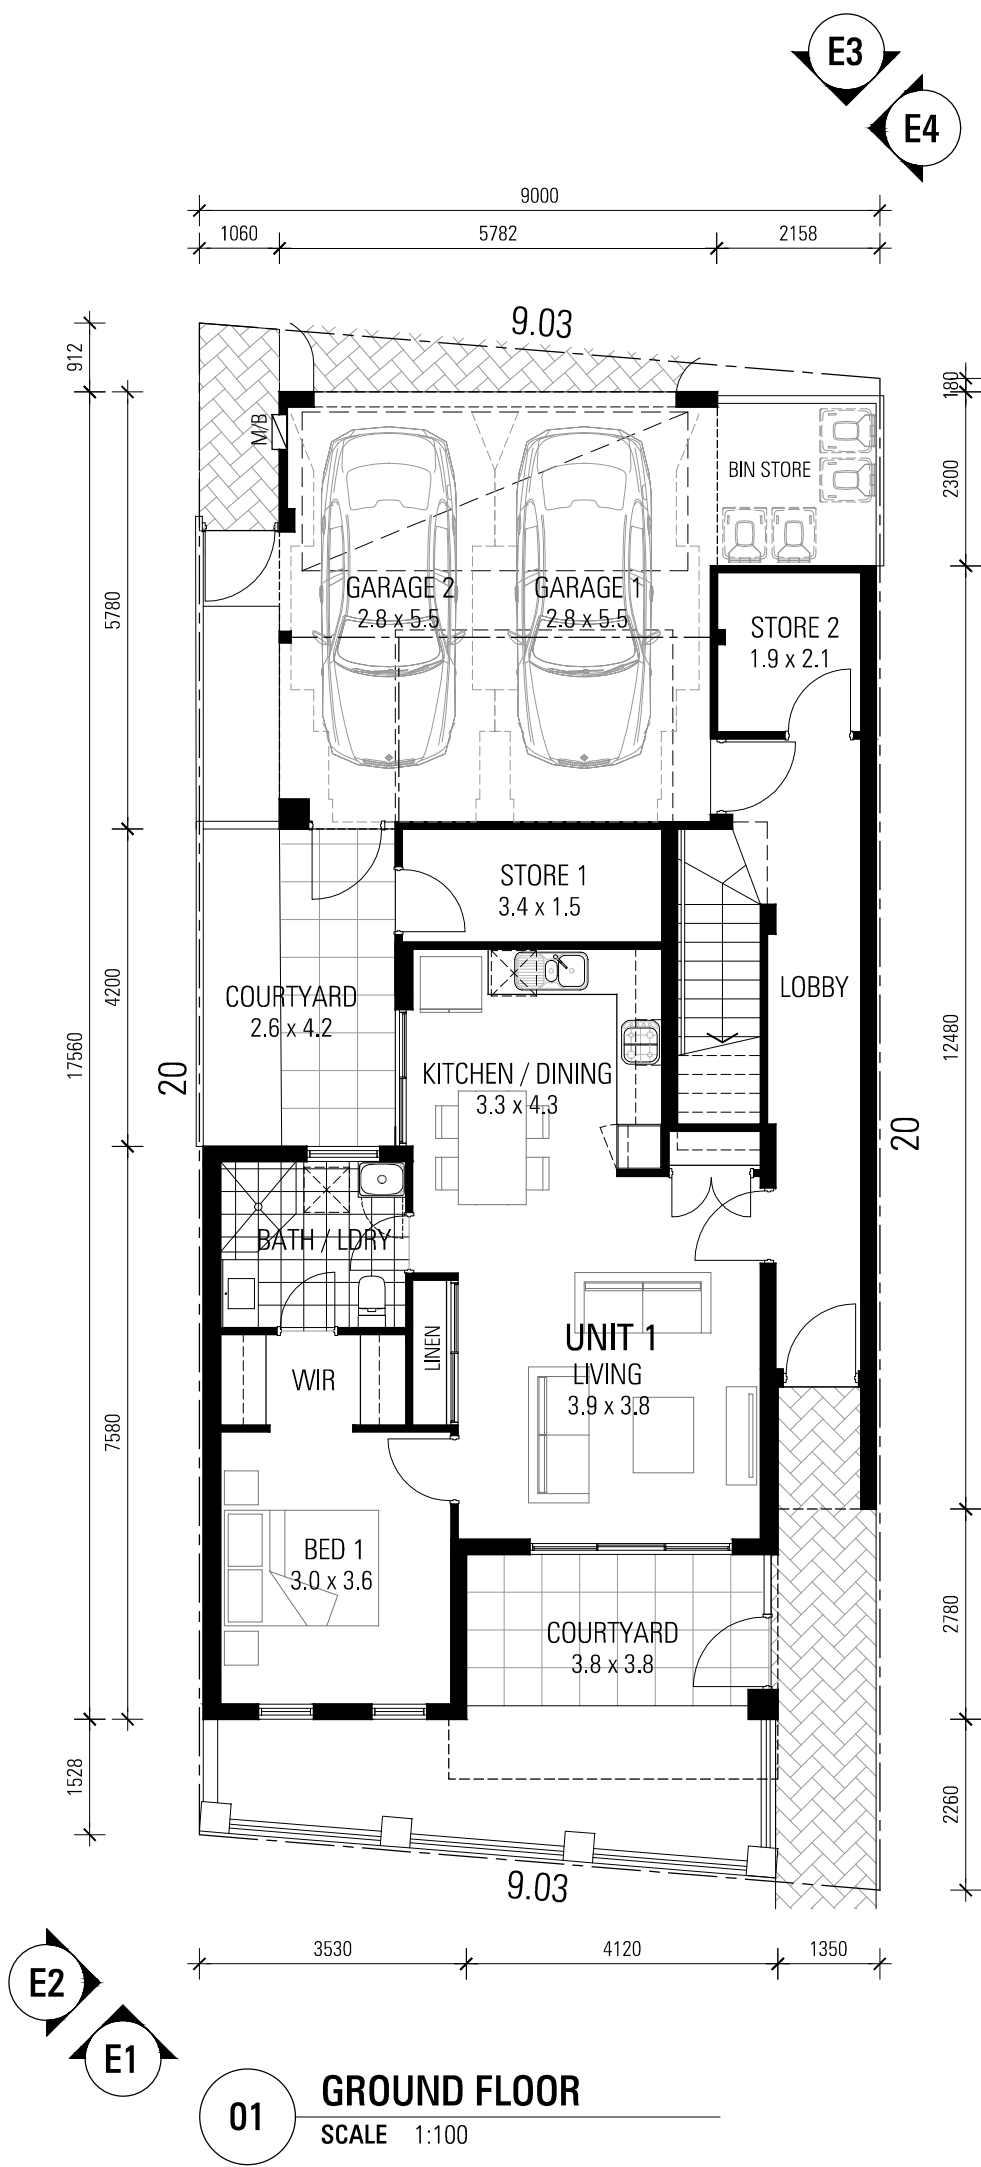 E3
E4
9000
1060
5782
2158
9.03
912
180
M/B
BIN STORE
2300
GARAGE 2
2.8 x 5.5
GARAGE 1
2.8 x 5.5
5780
STORE 2
1.9 x 2.1
STORE 1
3.4 x 1.5
4200
COURTYARD
2.6 x 4.2
LOBBY
17560
12480
20
KITCHEN / DINING
3.3 x 4.3
20
BATH / LDRY
LINEN
UNIT 1
LIVING
3.9 x 3.8
WIR
7580
BED 1
3.0 x 3.6
COURTYARD
3.8 x 3.8
2780
1528
2260
9.03
3530
4120
1350
E2
E1
01
GROUND FLOOR
SCALE 1:100